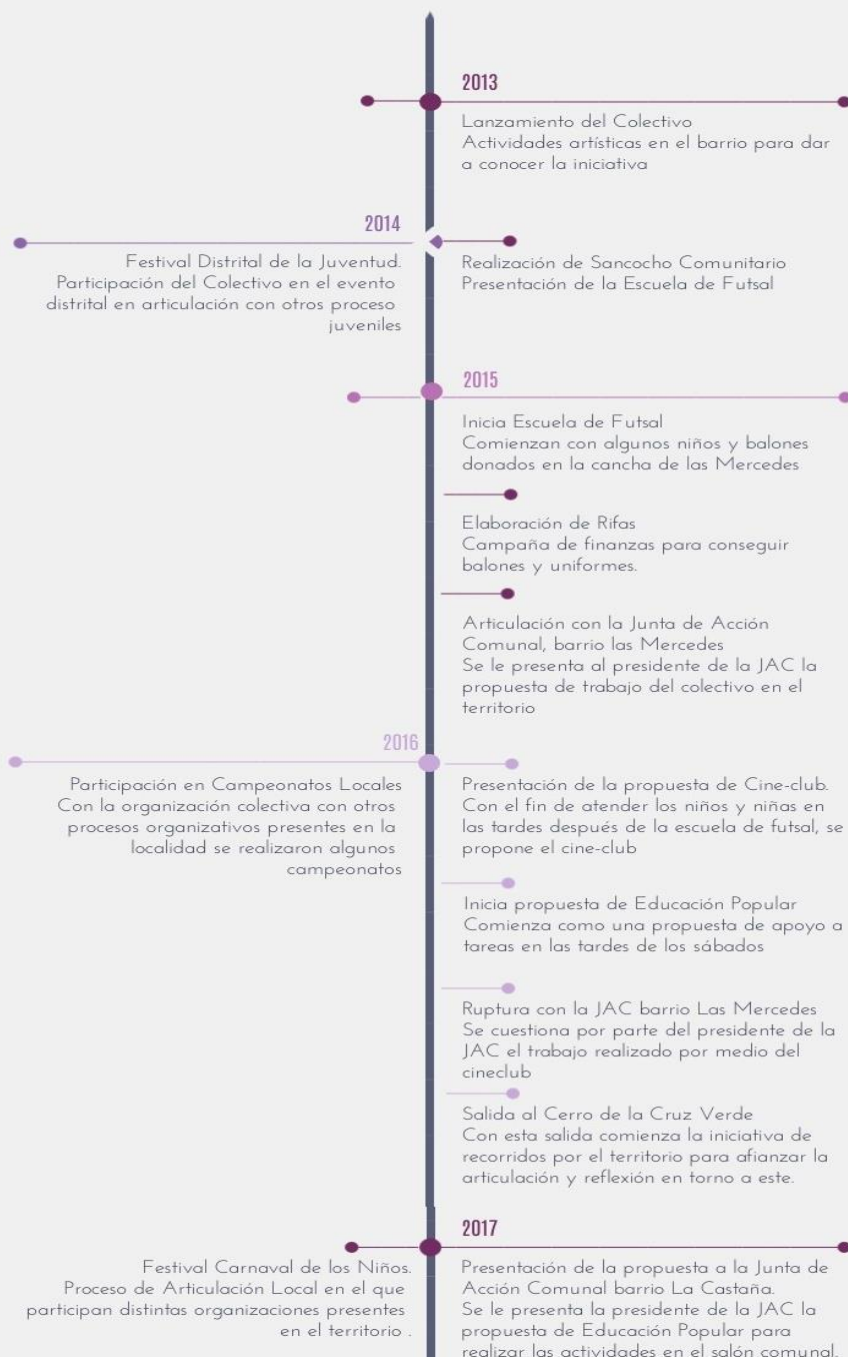 2013
Lanzamiento del Colectivo
Actividades artísticas en el barrio para dar
a conocer la iniciativa
2014
Festival Distrital de la Juventud.
Participación del Colectivo en el evento
distrital en articulación con otros proceso
juveniles
Realización de Sancocho Comunitario
Presentación de la Escuela de Futsal
2015
Inicia Escuela de Futsal
Comienzan con algunos niños y balones
donados en la cancha de las Mercedes
Elaboración de Rifas
Campaña de finanzas para conseguir
balones y uniformes.
Articulación con la Junta de Acción
Comunal, barrio las Mercedes
Se le presenta al presidente de la JAC la
propuesta de trabajo del colectivo en el
territorio
2016
Participación en Campeonatos Locales
Con la organización colectiva con otros
procesos organizativos presentes en la
localidad se realizaron algunos
campeonatos
Presentación de la propuesta de Cine-club.
Con el fin de atender los niños y niñas en
las tardes después de la escuela de futsal, se
propone el cine-club
Inicia propuesta de Educación Popular
Comienza como una propuesta de apoyo a
tareas en las tardes de los sábados
Ruptura con la JAC barrio Las Mercedes
Se cuestiona por parte del presidente de la
JAC el trabajo realizado por medio del
cineclub
Salida al Cerro de la Cruz Verde
Con esta salida comienza la iniciativa de
recorridos por el territorio para afianzar la
articulación y reflexión en torno a este.
2017
Festival Carnaval de los Niños.
Proceso de Articulación Local en el que
participan distintas organizaciones presentes
en el territorio .
Presentación de la propuesta a la Junta de
Acción Comunal barrio La Castaña.
Se le presenta la presidente de la JAC la
propuesta de Educación Popular para
realizar las actividades en el salón comunal.